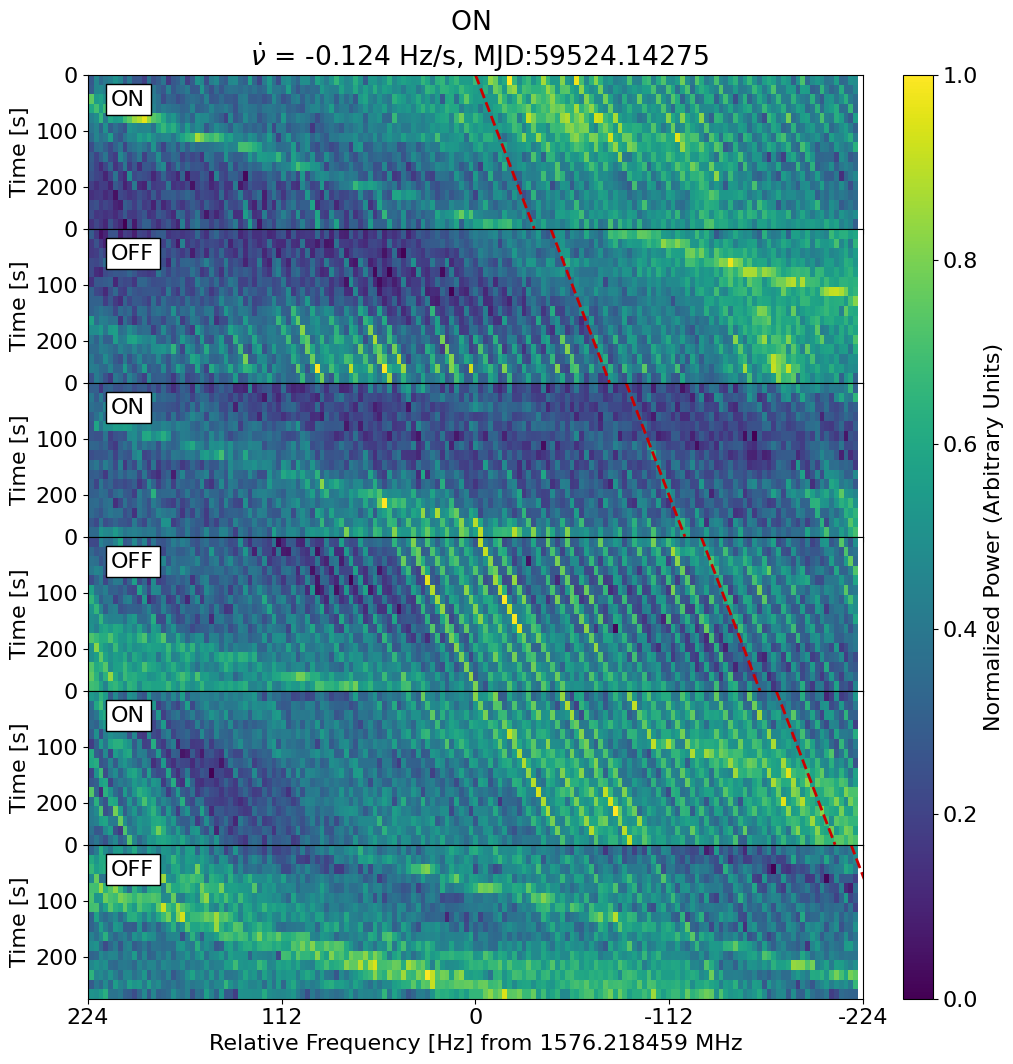 ON
ν̇ = -0.124 Hz/s, MJD:59524.14275
0
ON
100
Time [s]
200
0
OFF
100
Time [s]
200
0
ON
100
Time [s]
200
0
OFF
100
Time [s]
200
0
ON
100
Time [s]
200
0
OFF
100
Time [s]
200
224 112 0 -112 -224
Relative Frequency [Hz] from 1576.218459 MHz
1.0
0.8
0.6
0.4
0.2
0.0
Normalized Power (Arbitrary Units)